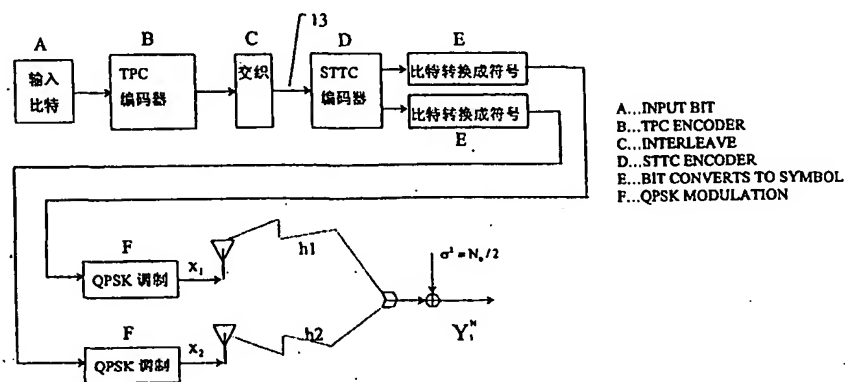 13
A
B
C
D
E
输入
比特
TPC
编码器
交织
STTC
编码器
比特转换成符号
比特转换成符号
E
A...INPUT BIT
B...TPC ENCODER
C...INTERLEAVE
D...STTC ENCODER
E...BIT CONVERTS TO SYMBOL
F...QPSK MODULATION
F
QPSK 调制
X₁
h1
σ² = N₀/2
Y₁ᴺ
F
QPSK 调制
X₂
h2